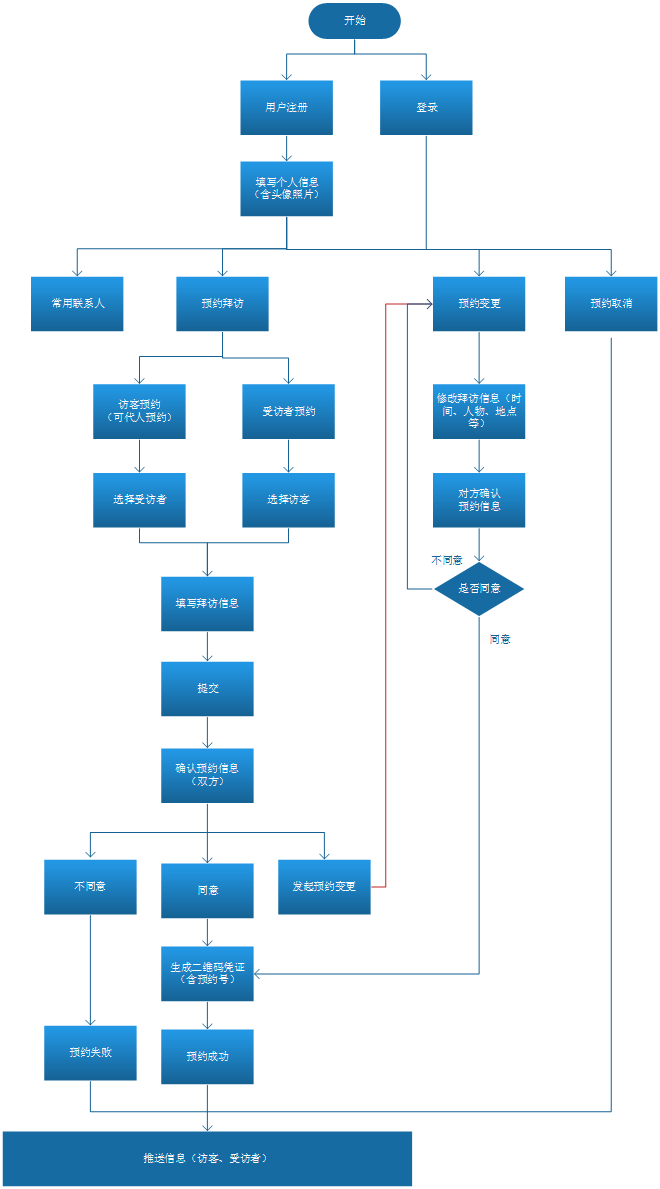 开始
用户注册
登录
填写个人信息
（含头像照片）
常用联系人
预约拜访
预约变更
预约取消
访客预约
（可代人预约）
受访者预约
修改拜访信息（时
间、人物、地点
等）
选择受访者
选择访客
对方确认
预约信息
不同意
是否同意
填写拜访信息
同意
提交
确认预约信息
（双方）
不同意
同意
发起预约变更
生成二维码凭证
（含预约号）
预约失败
预约成功
推送信息（访客、受访者）